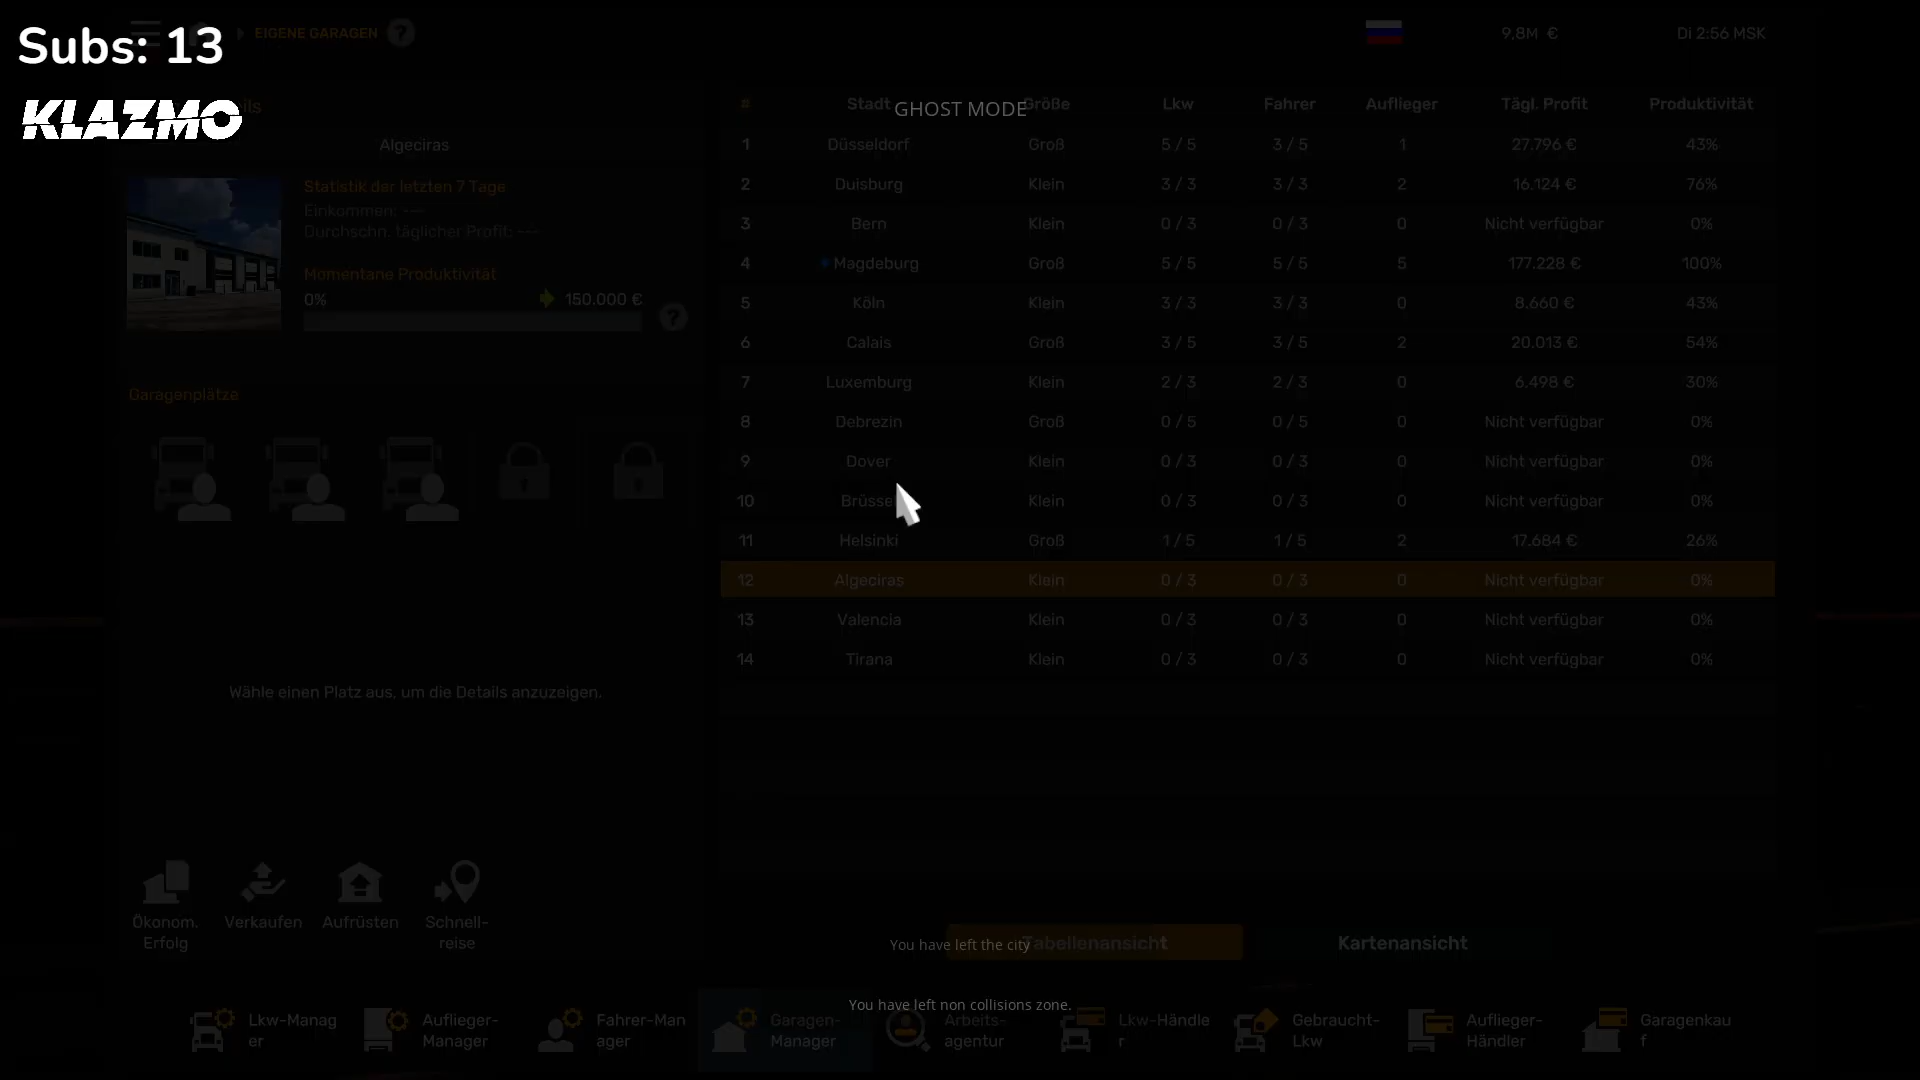 Subs: 13
EIGENE GARAGEN ?
9,8M €
Di 2:56 MSK
KLAZMO
GHOST MODE
# Stadt Größe Lkw Fahrer Auflieger Tägl. Profit Produktivität
1 Düsseldorf Groß 5 / 5 3 / 5 1 27.796 € 43%
2 Duisburg Klein 3 / 3 3 / 3 2 16.124 € 76%
3 Bern Klein 0 / 3 0 / 3 0 Nicht verfügbar 0%
4 Magdeburg Groß 5 / 5 5 / 5 5 177.228 € 100%
5 Köln Klein 3 / 3 3 / 3 0 8.660 € 43%
6 Calais Groß 3 / 5 3 / 5 2 20.013 € 54%
7 Luxemburg Klein 2 / 3 2 / 3 0 6.498 € 30%
8 Debrezin Groß 0 / 5 0 / 5 0 Nicht verfügbar 0%
9 Dover Klein 0 / 3 0 / 3 0 Nicht verfügbar 0%
10 Brüssel Klein 0 / 3 0 / 3 0 Nicht verfügbar 0%
11 Helsinki Groß 1 / 5 1 / 5 2 17.684 € 26%
12 Algeciras Klein 0 / 3 0 / 3 0 Nicht verfügbar 0%
13 Valencia Klein 0 / 3 0 / 3 0 Nicht verfügbar 0%
14 Tirana Klein 0 / 3 0 / 3 0 Nicht verfügbar 0%
Algeciras
Statistik der letzten 7 Tage
Einkommen: ---
Durchschn. täglicher Profit: ---
Momentane Produktivität
0% 150.000 €
?
Garagenplätze
Wähle einen Platz aus, um die Details anzuzeigen.
Ökonom.
Erfolg
Verkaufen
Aufrüsten
Schnell-
reise
You have left the city
Tabellenansicht
Kartenansicht
You have left non collisions zone.
Lkw-Manag
er
Auflieger-
Manager
Fahrer-Man
ager
Garagen-
Manager
Arbeits-
agentur
Lkw-Händle
r
Gebraucht-
Lkw
Auflieger-
Händler
Garagenkau
f